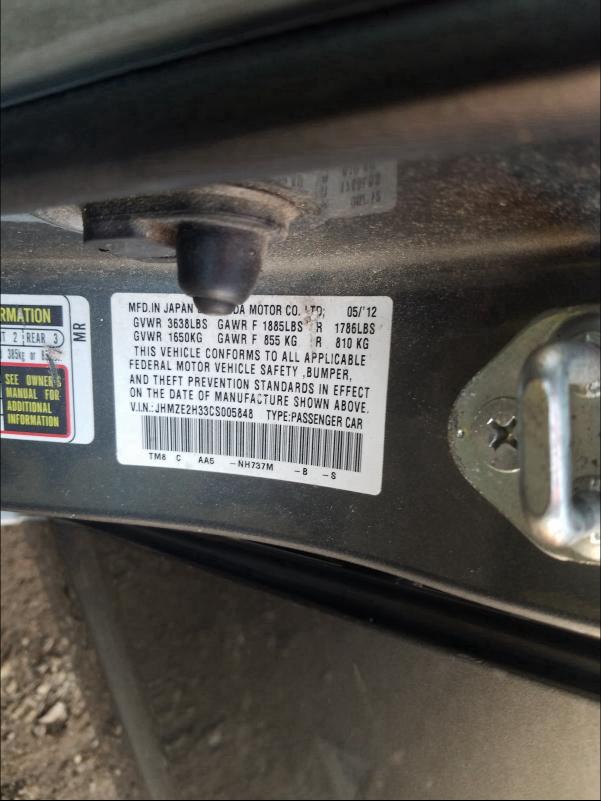 MFD.IN JAPAN MOTOR CO. LTD; 05/'12
GVWR 3638LBS GAWR F 1885LBS R 1786LBS
GVWR 1650KG GAWR F 855 KG R 810 KG
THIS VEHICLE CONFORMS TO ALL APPLICABLE
FEDERAL MOTOR VEHICLE SAFETY ,BUMPER,
AND THEFT PREVENTION STANDARDS IN EFFECT
ON THE DATE OF MANUFACTURE SHOWN ABOVE.
V.I.N.: JHMZE2H33CS005848 TYPE:PASSENGER CAR
TM8 C AA5 -NH737M -B -S
MR
RMATION
2 REAR 3
385kg or
SEE OWNER'S
MANUAL FOR
ADDITIONAL
INFORMATION